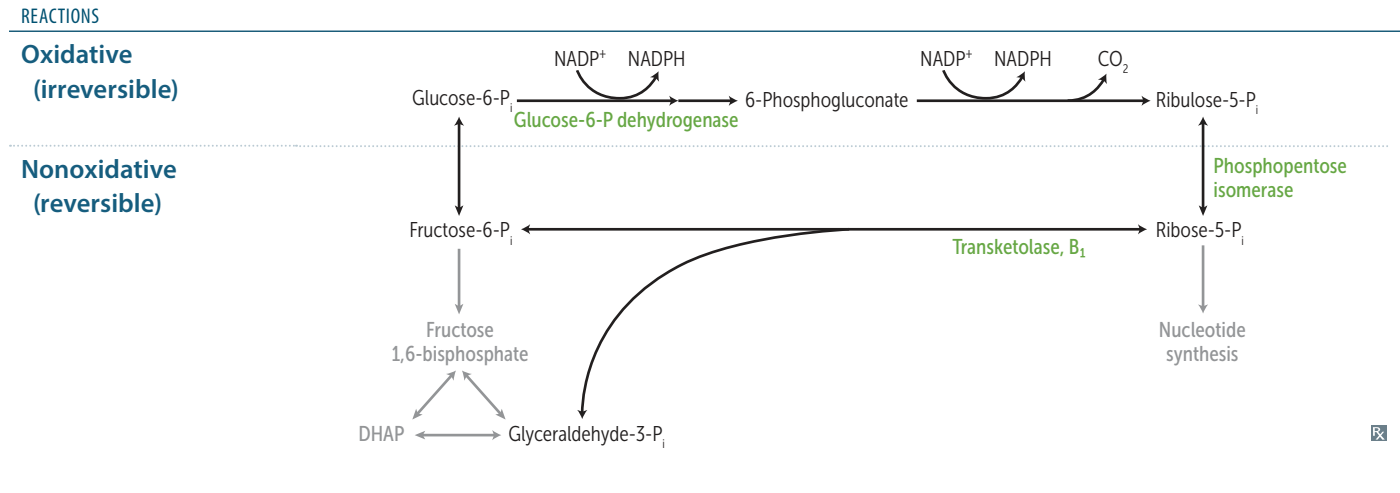 REACTIONS
Oxidative
(irreversible)
NADP⁺ NADPH NADP⁺ NADPH CO₂
Glucose-6-Pᵢ 6-Phosphogluconate Ribulose-5-Pᵢ
Glucose-6-P dehydrogenase
Nonoxidative
(reversible)
Phosphopentose
isomerase
Fructose-6-Pᵢ Ribose-5-Pᵢ
Transketolase, B₁
Fructose
1,6-bisphosphate
Nucleotide
synthesis
DHAP Glyceraldehyde-3-Pᵢ
Rx